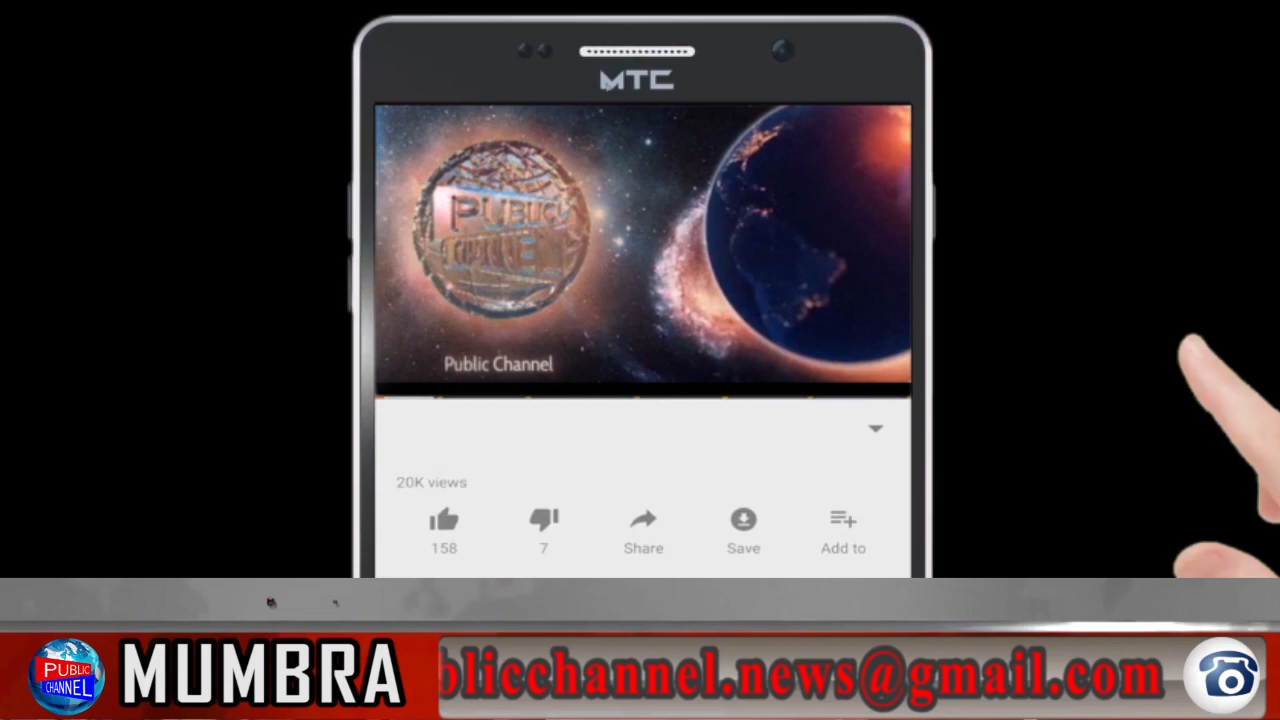 MTC
PUBLIC
CHANNEL
Public Channel
20K views
158
7
Share
Save
Add to
PUBLIC
CHANNEL
MUMBRA
blicchannel.news@gmail.com